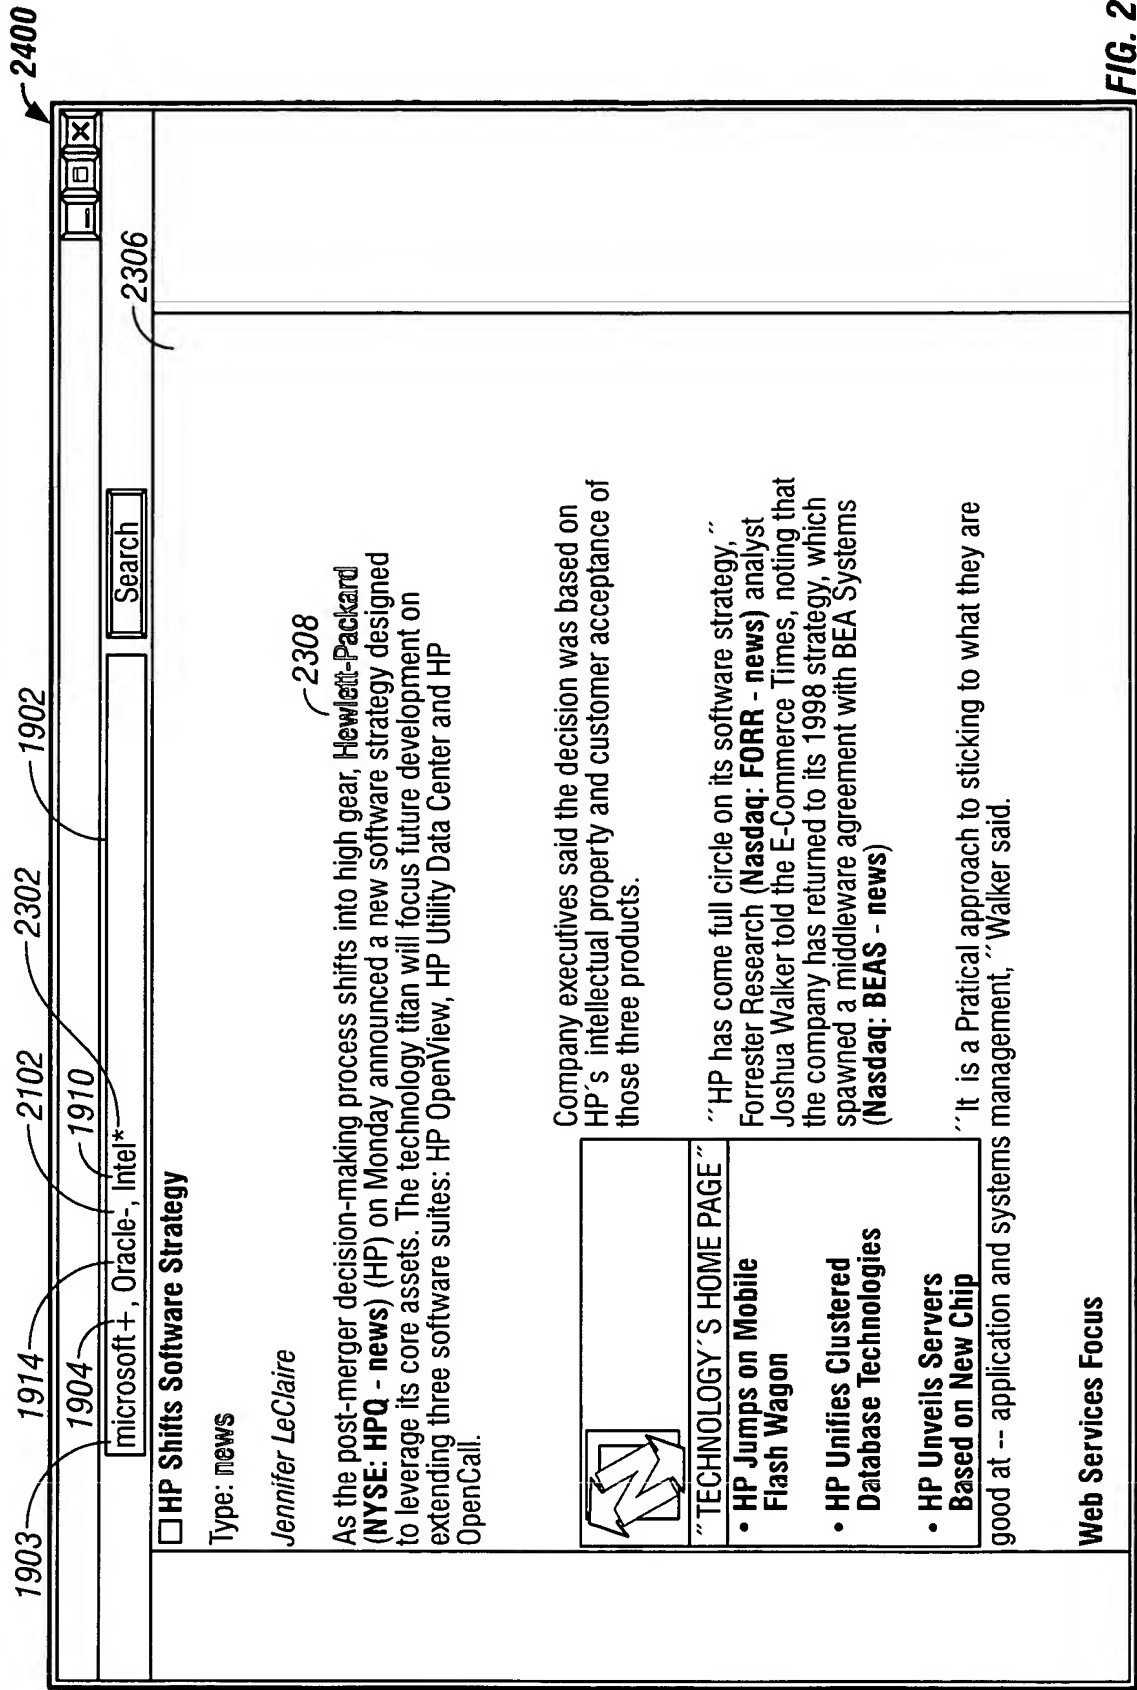 2400
1903
1914
2102
2302
1902
1904
1910
microsoft+, Oracle-, Intel*
Search
2306
□ HP Shifts Software Strategy
Type: news
Jennifer LeClaire
2308
As the post-merger decision-making process shifts into high gear, Hewlett-Packard
(NYSE: HPQ - news) (HP) on Monday announced a new software strategy designed
to leverage its core assets. The technology titan will focus future development on
extending three software suites: HP OpenView, HP Utility Data Center and HP
OpenCall.
Company executives said the decision was based on
HP´s intellectual property and customer acceptance of
those three products.
"TECHNOLOGY´S HOME PAGE"
• HP Jumps on Mobile
Flash Wagon
• HP Unifies Clustered
Database Technologies
• HP Unveils Servers
Based on New Chip
˝HP has come full circle on its software strategy,˝
Forrester Research (Nasdaq: FORR - news) analyst
Joshua Walker told the E-Commerce Times, noting that
the company has returned to its 1998 strategy, which
spawned a middleware agreement with BEA Systems
(Nasdaq: BEAS - news)
˝It is a Pratical approach to sticking to what they are
good at -- application and systems management, ˝Walker said.
Web Services Focus
FIG. 2